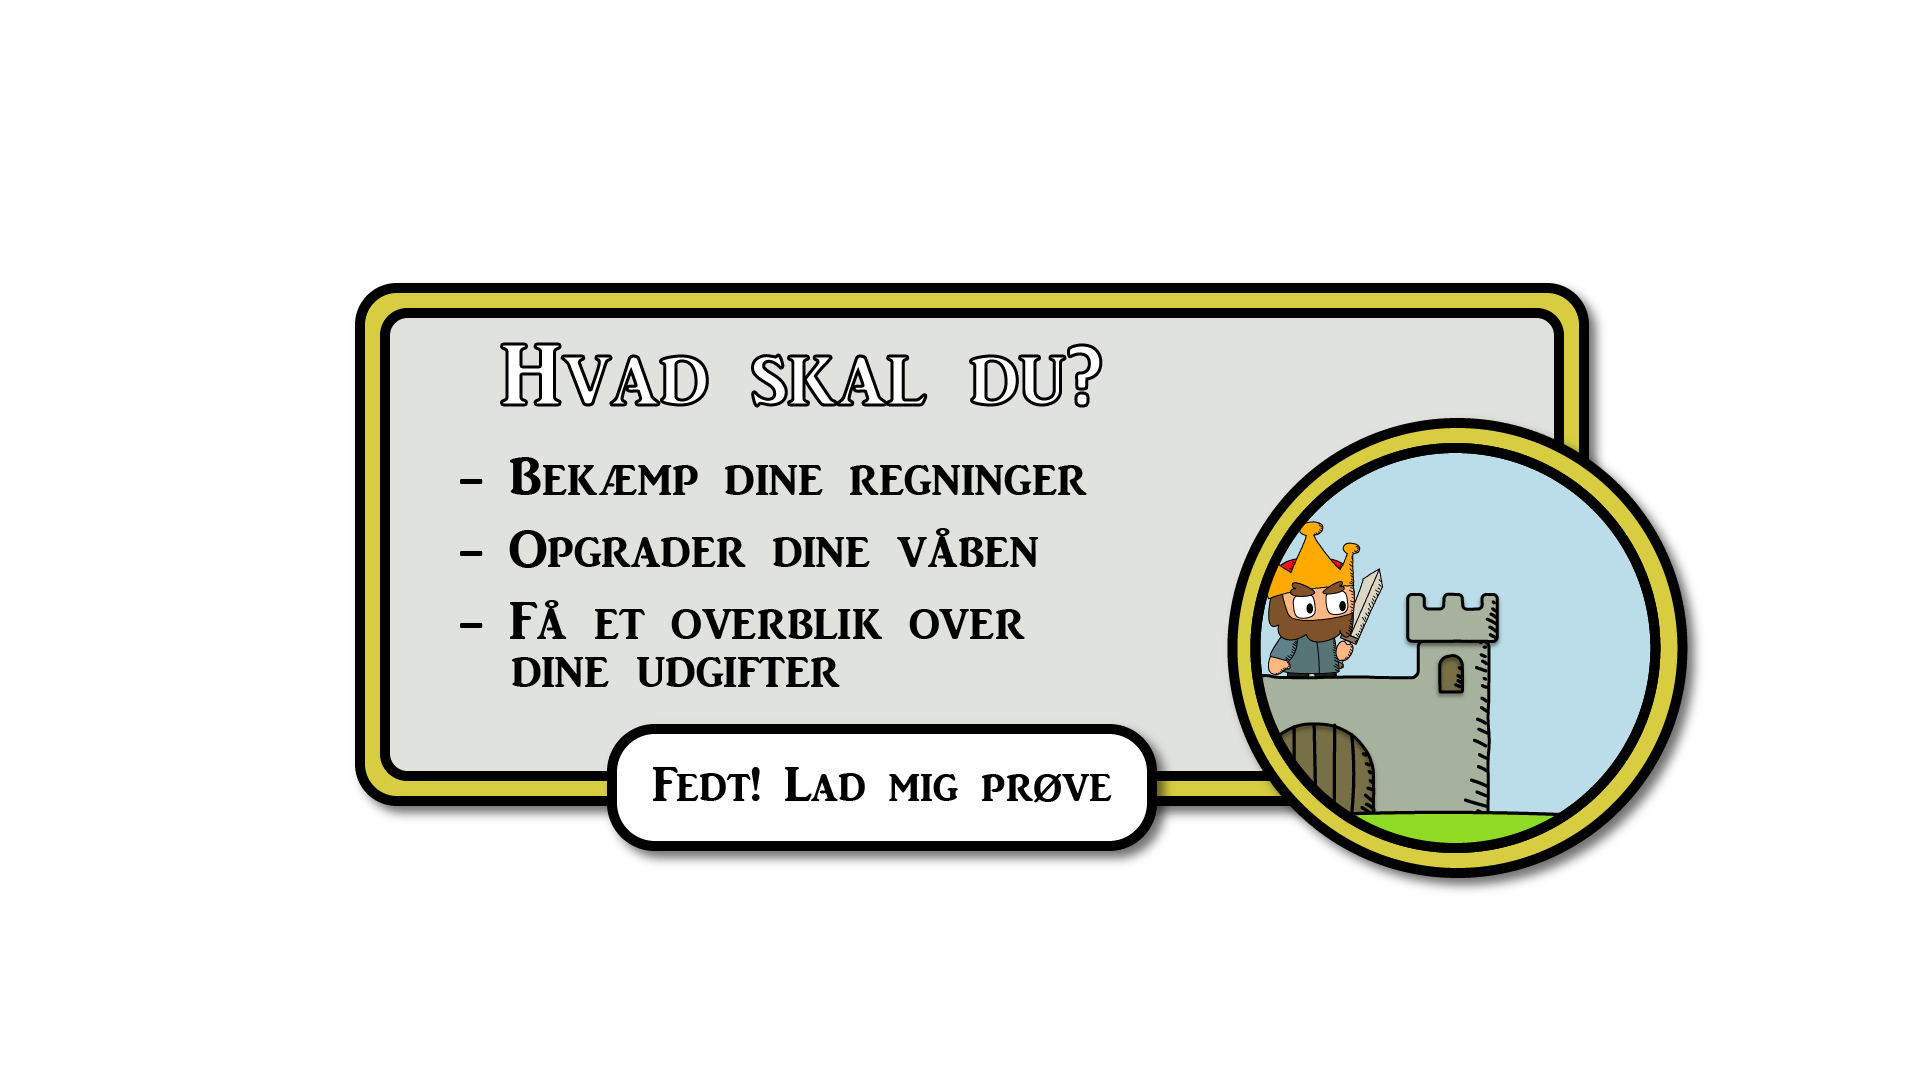 Hvad skal du?
- Bekæmp dine regninger
- Opgrader dine våben
- Få et overblik over
dine udgifter
Fedt! Lad mig prøve